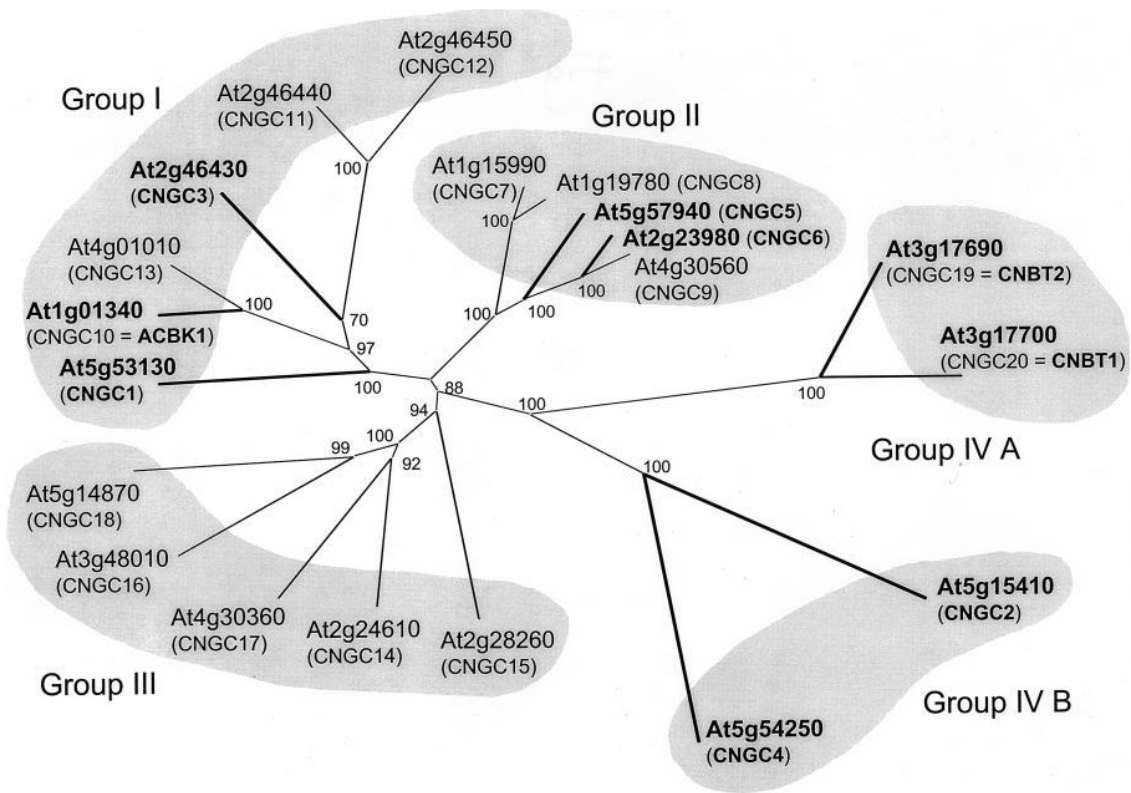 Group I
At2g46450
(CNGC12)
At2g46440
(CNGC11)
100
At2g46430
(CNGC3)
At4g01010
(CNGC13)
100
At1g01340
(CNGC10 = ACBK1)
At5g53130
(CNGC1)
70
97
100
Group II
At1g15990
(CNGC7)
At1g19780 (CNGC8)
100
At5g57940 (CNGC5)
At2g23980 (CNGC6)
At4g30560
(CNGC9)
100
100
100
At3g17690
(CNGC19 = CNBT2)
At3g17700
(CNGC20 = CNBT1)
100
Group IV A
88
94
100
100
99
92
100
At5g14870
(CNGC18)
At3g48010
(CNGC16)
At4g30360
(CNGC17)
At2g24610
(CNGC14)
At2g28260
(CNGC15)
Group III
At5g15410
(CNGC2)
At5g54250
(CNGC4)
Group IV B